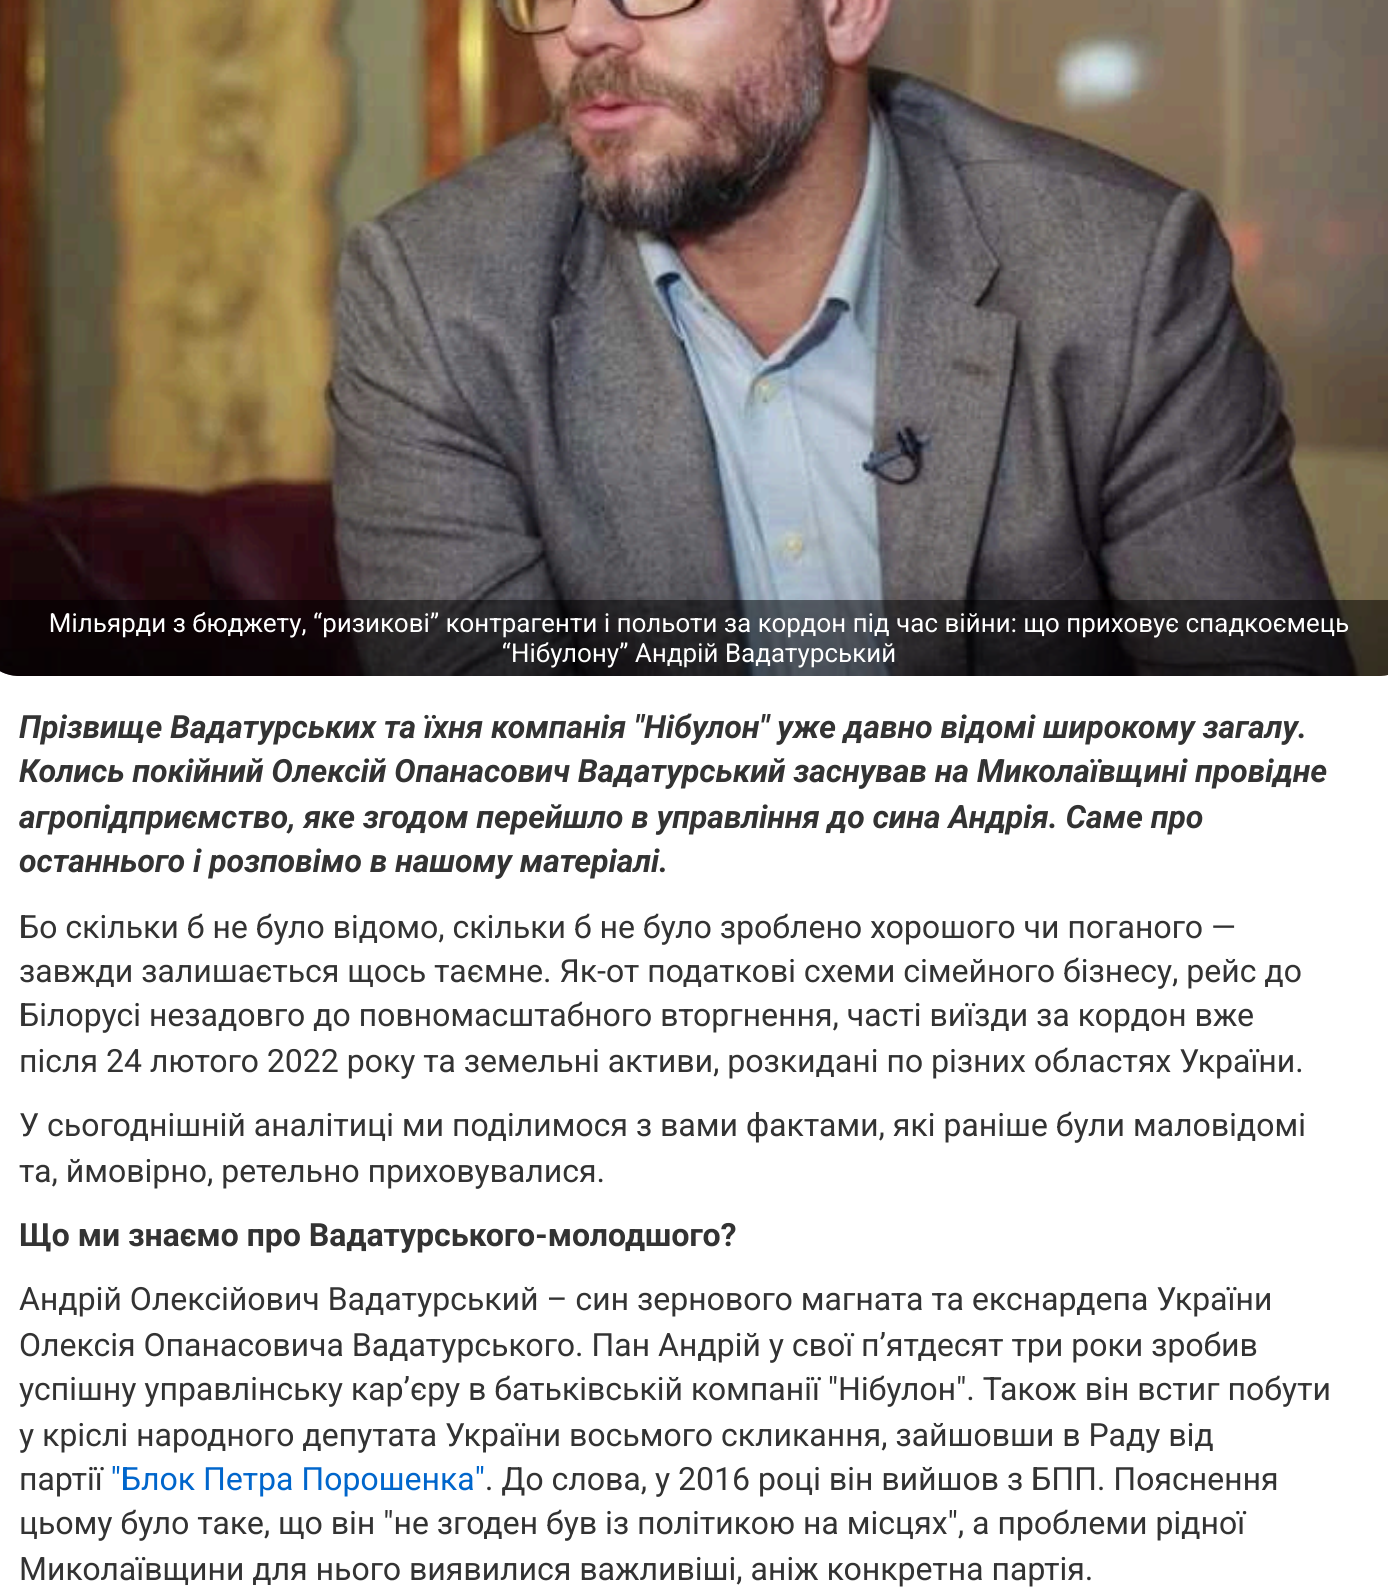 Мільярди з бюджету, “ризикові” контрагенти і польоти за кордон під час війни: що приховує спадкоємець
“Нібулону” Андрій Вадатурський
Прізвище Вадатурських та їхня компанія "Нібулон" уже давно відомі широкому загалу.
Колись покійний Олексій Опанасович Вадатурський заснував на Миколаївщині провідне
агропідприємство, яке згодом перейшло в управління до сина Андрія. Саме про
останнього і розповімо в нашому матеріалі.
Бо скільки б не було відомо, скільки б не було зроблено хорошого чи поганого —
завжди залишається щось таємне. Як-от податкові схеми сімейного бізнесу, рейс до
Білорусі незадовго до повномасштабного вторгнення, часті виїзди за кордон вже
після 24 лютого 2022 року та земельні активи, розкидані по різних областях України.
У сьогоднішній аналітиці ми поділимося з вами фактами, які раніше були маловідомі
та, ймовірно, ретельно приховувалися.
Що ми знаємо про Вадатурського-молодшого?
Андрій Олексійович Вадатурський – син зернового магната та екснардепа України
Олексія Опанасовича Вадатурського. Пан Андрій у свої п’ятдесят три роки зробив
успішну управлінську кар’єру в батьківській компанії "Нібулон". Також він встиг побути
у кріслі народного депутата України восьмого скликання, зайшовши в Раду від
партії "Блок Петра Порошенка". До слова, у 2016 році він вийшов з БПП. Пояснення
цьому було таке, що він "не згоден був із політикою на місцях", а проблеми рідної
Миколаївщини для нього виявилися важливіші, аніж конкретна партія.